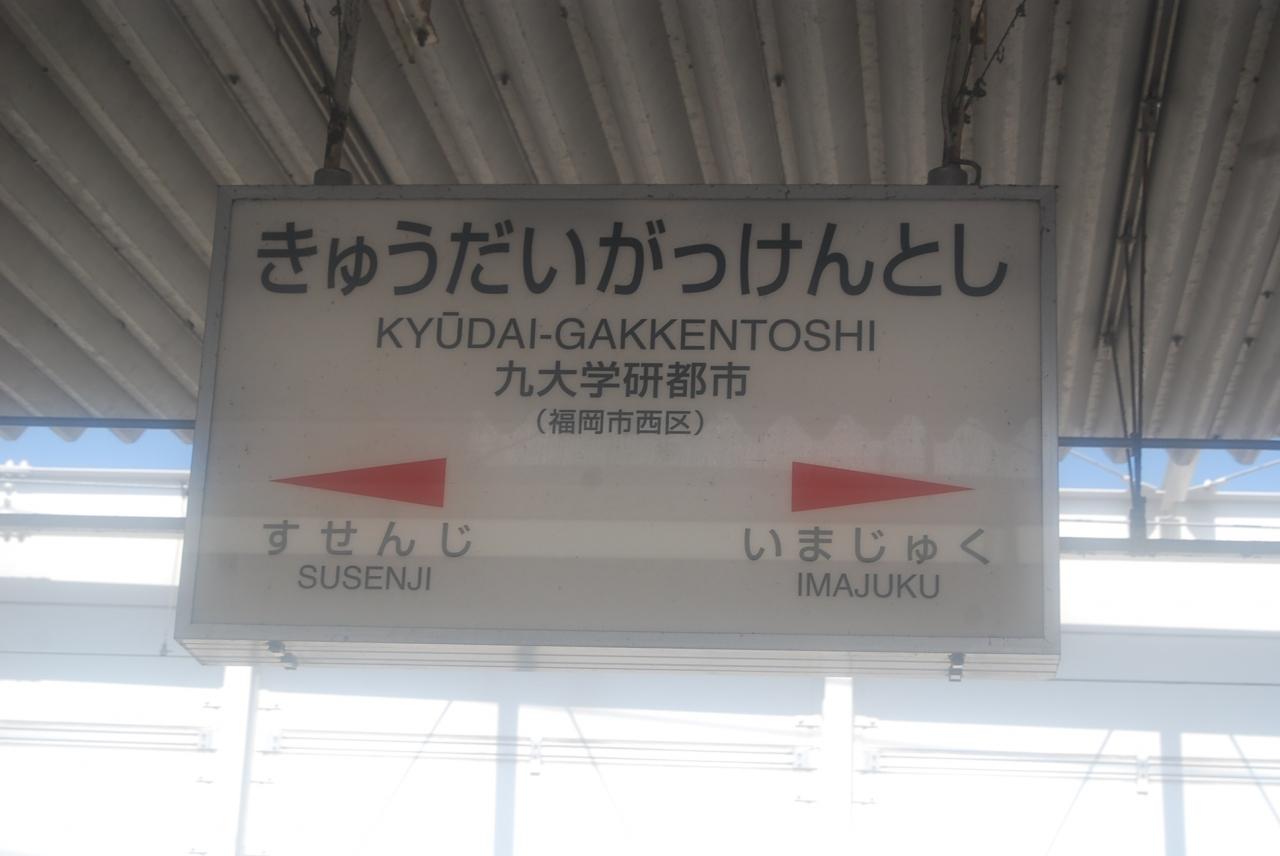 きゅうだいがっけんとし
KYŪDAI-GAKKENTOSHI
九大学研都市
（福岡市西区）
すせんじ
SUSENJI
いまじゅく
IMAJUKU